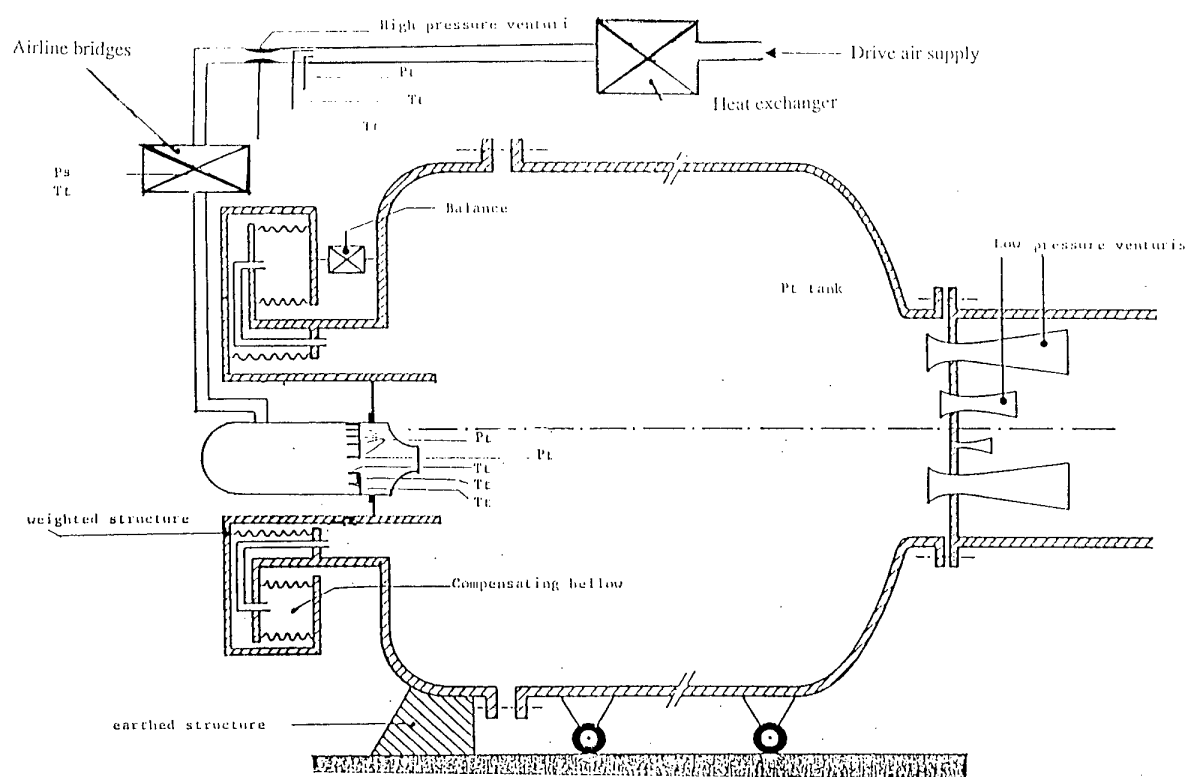 High pressure venturi
Airline bridges
Drive air supply
Pt
Heat exchanger
Tt
Tt
Ps
Tt
Balance
Low pressure venturis
Pt tank
Pt
Pt
Tt
Tt
Tt
weighted structure
Compensating bellow
earthed structure